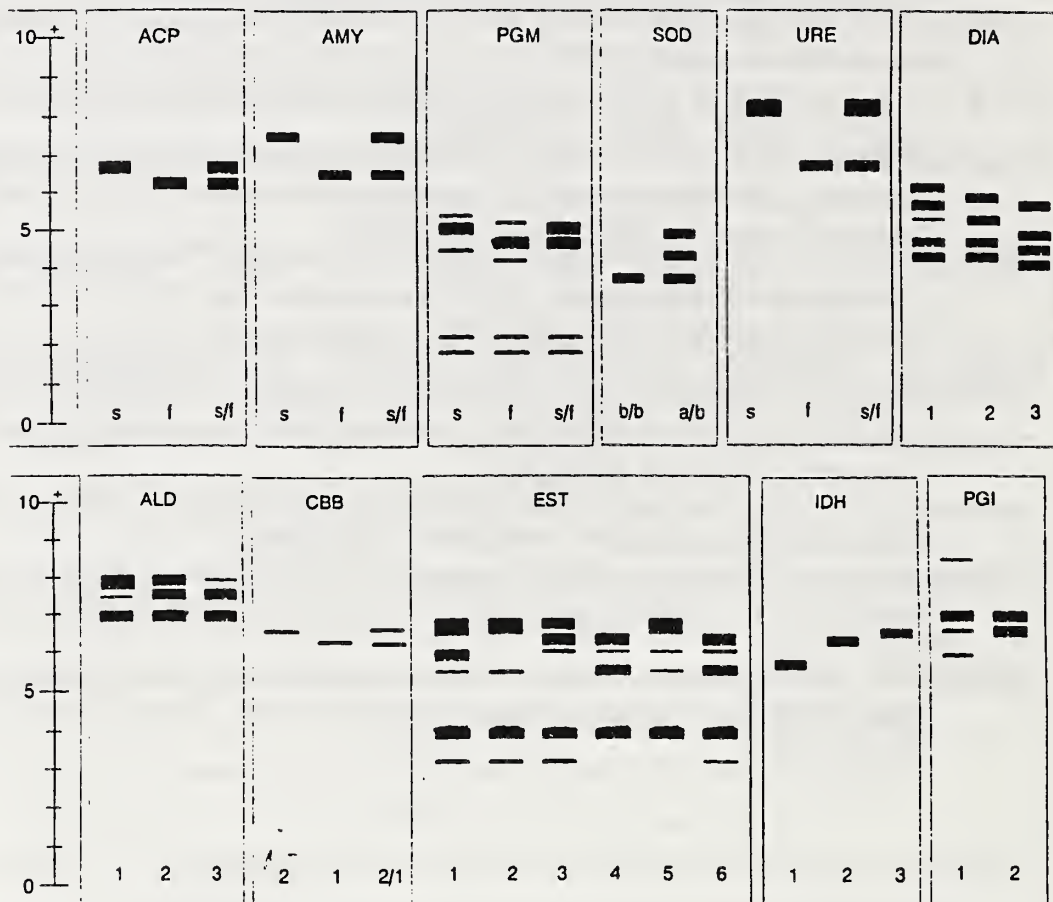 10 +
ACP AMY PGM SOD URE DIA
5
s f s/f s f s/f s f s/f b/b a/b s f s/f 1 2 3
0
10 +
ALD CBB EST IDH PGI
5
1 2 3 2 1 2/1 1 2 3 4 5 6 1 2 3 1 2
0